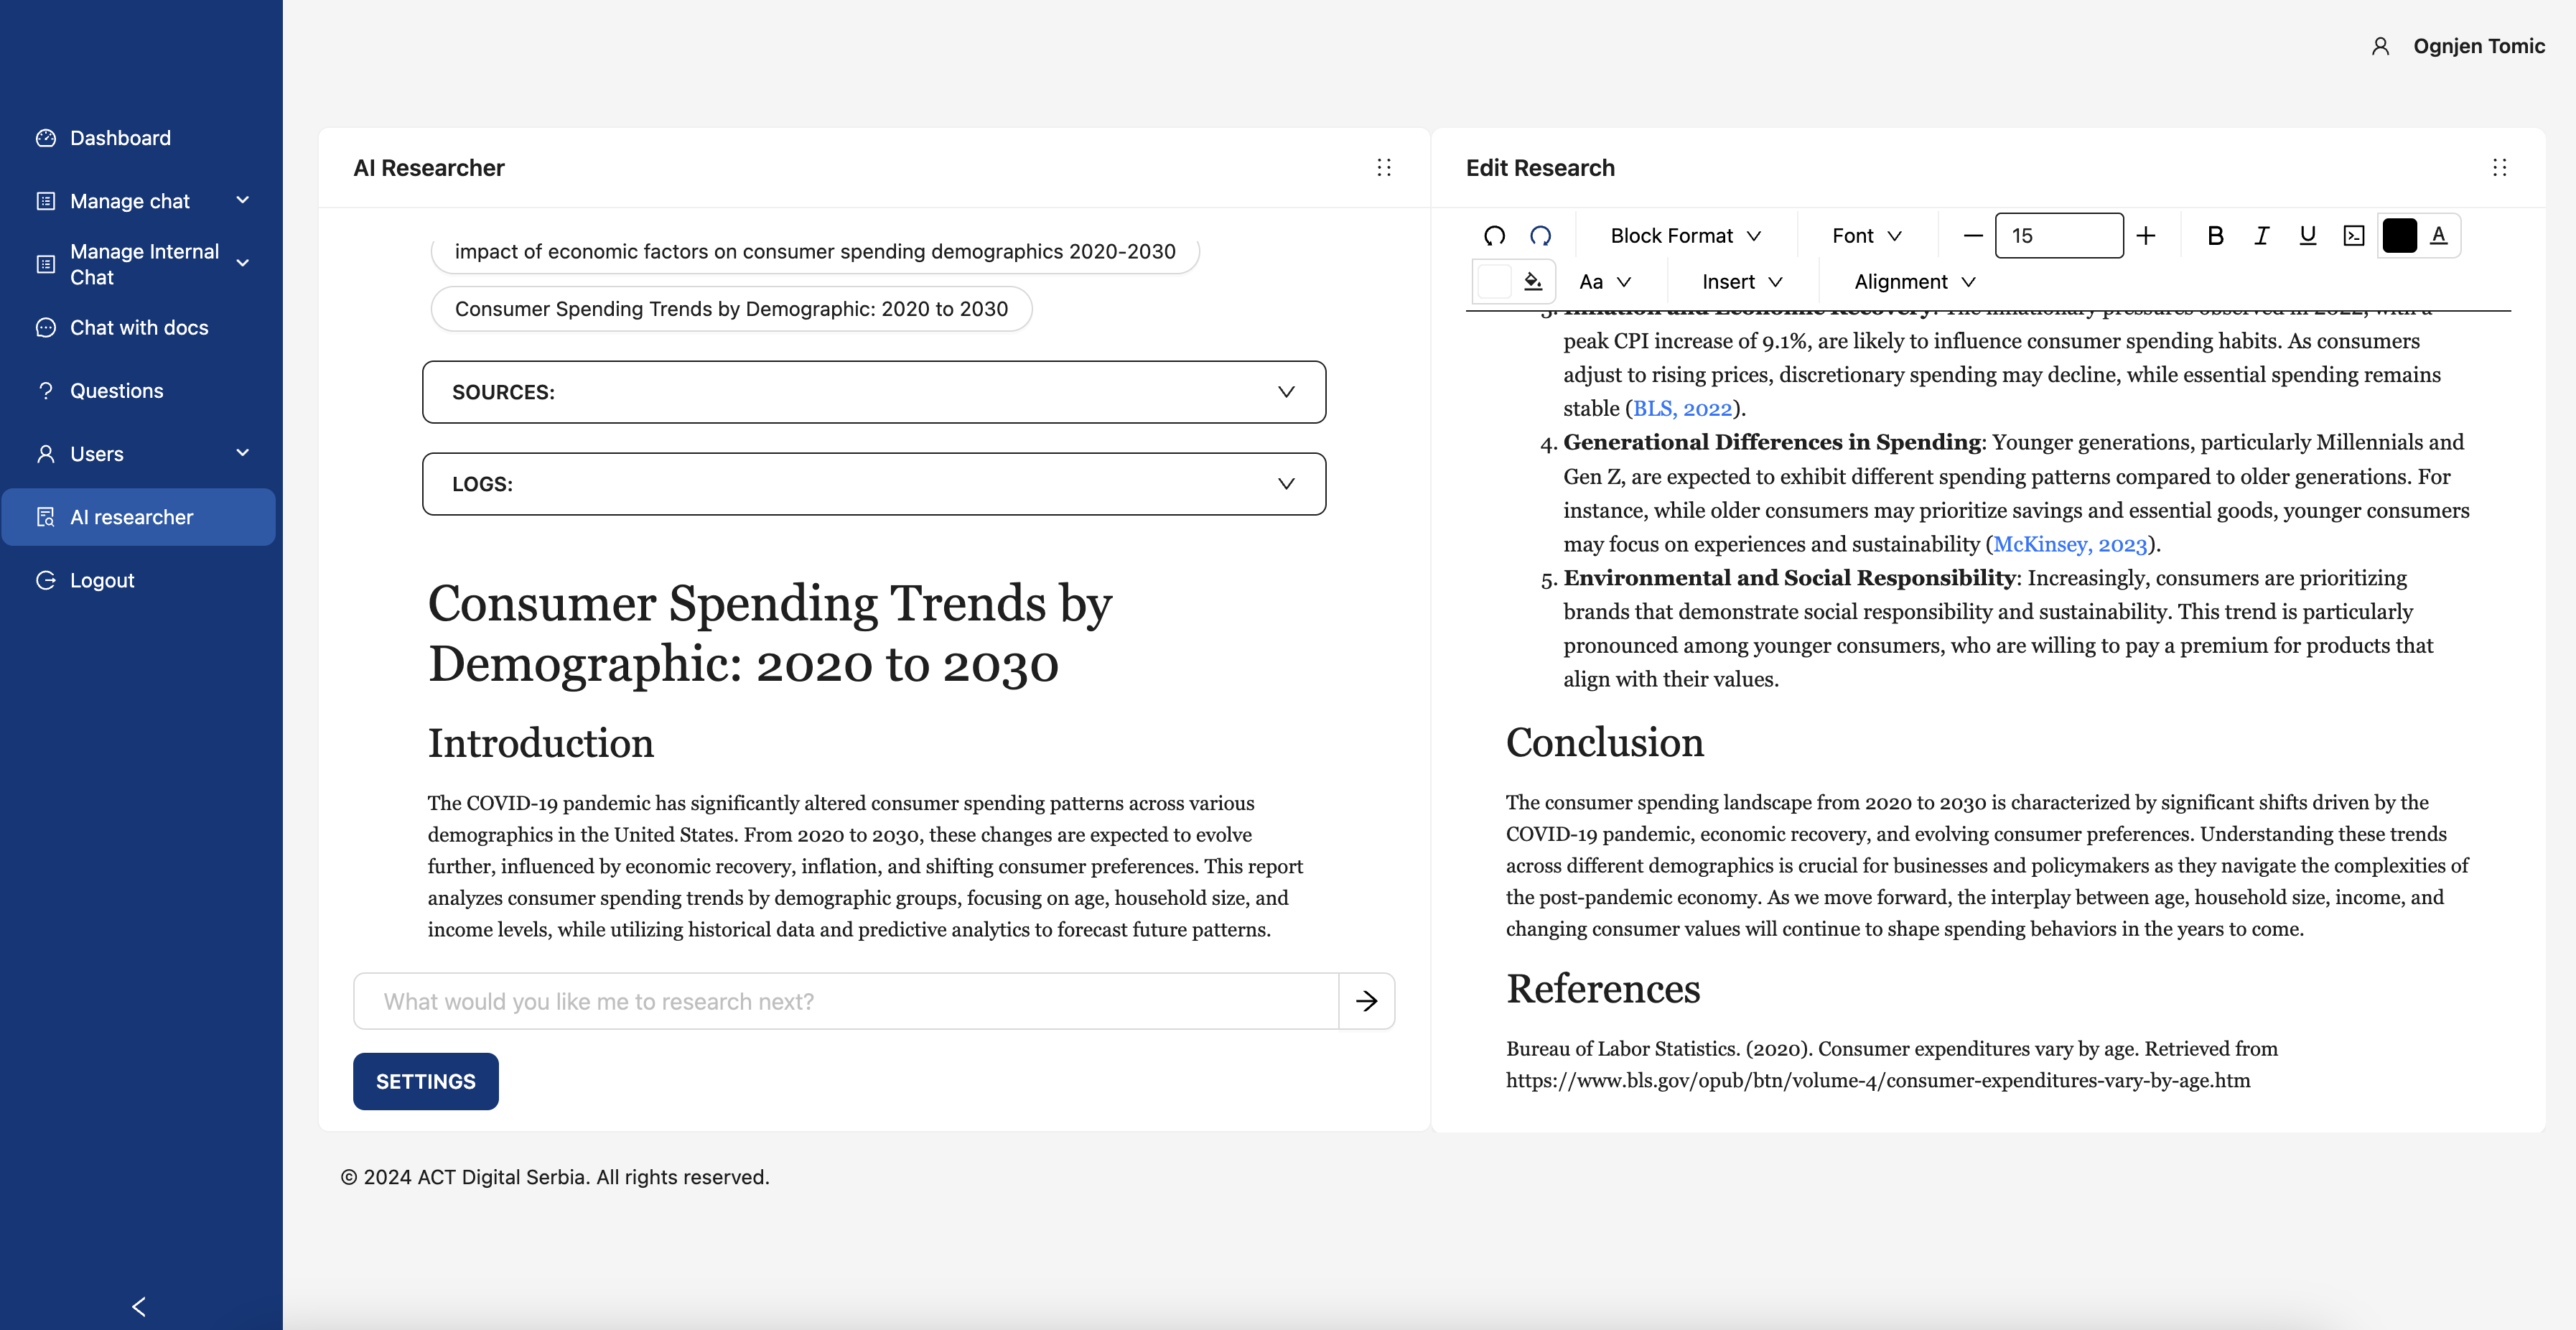 Ognjen Tomic
Dashboard
Manage chat
Manage Internal
Chat
Chat with docs
Questions
Users
AI researcher
Logout
AI Researcher
impact of economic factors on consumer spending demographics 2020-2030
Consumer Spending Trends by Demographic: 2020 to 2030
SOURCES:
LOGS:
Consumer Spending Trends by
Demographic: 2020 to 2030
Introduction
The COVID-19 pandemic has significantly altered consumer spending patterns across various
demographics in the United States. From 2020 to 2030, these changes are expected to evolve
further, influenced by economic recovery, inflation, and shifting consumer preferences. This report
analyzes consumer spending trends by demographic groups, focusing on age, household size, and
income levels, while utilizing historical data and predictive analytics to forecast future patterns.
What would you like me to research next?
SETTINGS
Edit Research
Block Format
Font
15
B I U A
Aa
Insert
Alignment
3. Inflation and Economic Recovery: The inflationary pressures observed in 2022, with a
peak CPI increase of 9.1%, are likely to influence consumer spending habits. As consumers
adjust to rising prices, discretionary spending may decline, while essential spending remains
stable (BLS, 2022).
4. Generational Differences in Spending: Younger generations, particularly Millennials and
Gen Z, are expected to exhibit different spending patterns compared to older generations. For
instance, while older consumers may prioritize savings and essential goods, younger consumers
may focus on experiences and sustainability (McKinsey, 2023).
5. Environmental and Social Responsibility: Increasingly, consumers are prioritizing
brands that demonstrate social responsibility and sustainability. This trend is particularly
pronounced among younger consumers, who are willing to pay a premium for products that
align with their values.
Conclusion
The consumer spending landscape from 2020 to 2030 is characterized by significant shifts driven by the
COVID-19 pandemic, economic recovery, and evolving consumer preferences. Understanding these trends
across different demographics is crucial for businesses and policymakers as they navigate the complexities of
the post-pandemic economy. As we move forward, the interplay between age, household size, income, and
changing consumer values will continue to shape spending behaviors in the years to come.
References
Bureau of Labor Statistics. (2020). Consumer expenditures vary by age. Retrieved from
https://www.bls.gov/opub/btn/volume-4/consumer-expenditures-vary-by-age.htm
© 2024 ACT Digital Serbia. All rights reserved.